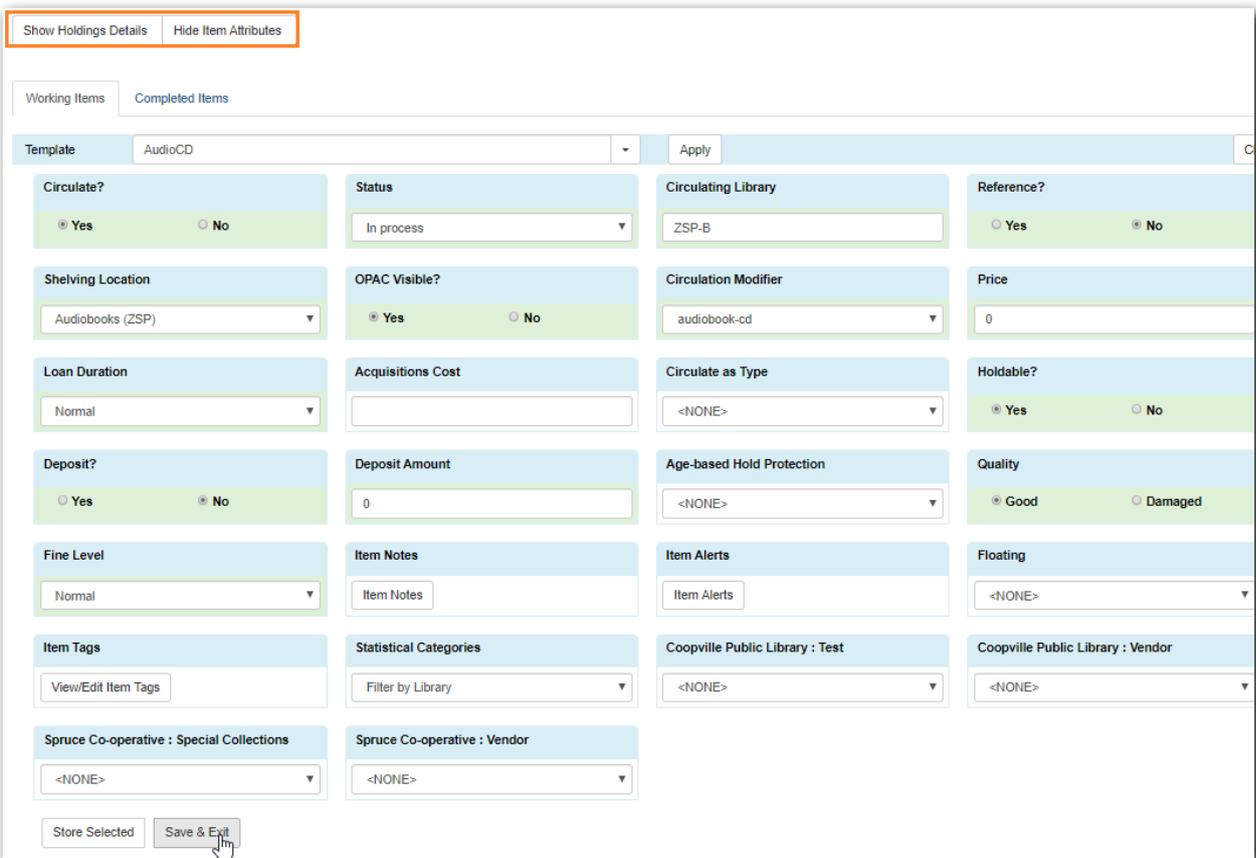 Show Holdings Details Hide Item Attributes
Working Items Completed Items
Template AudioCD Apply
Circulate? Status Circulating Library Reference?
Yes No In process ZSP-B Yes No
Shelving Location OPAC Visible? Circulation Modifier Price
Audiobooks (ZSP) Yes No audiobook-cd 0
Loan Duration Acquisitions Cost Circulate as Type Holdable?
Normal <NONE> Yes No
Deposit? Deposit Amount Age-based Hold Protection Quality
Yes No 0 <NONE> Good Damaged
Fine Level Item Notes Item Alerts Floating
Normal Item Notes Item Alerts <NONE>
Item Tags Statistical Categories Coopville Public Library : Test Coopville Public Library : Vendor
View/Edit Item Tags Filter by Library <NONE> <NONE>
Spruce Co-operative : Special Collections Spruce Co-operative : Vendor
<NONE> <NONE>
Store Selected Save & Exit